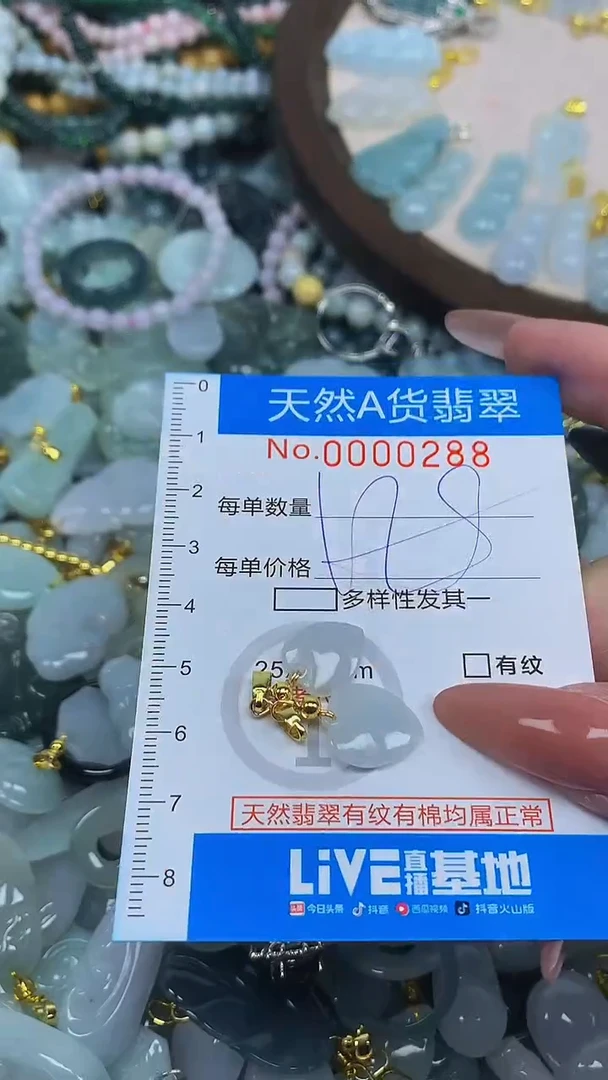 0
天然A货翡翠
1
No.0000288
2
每单数量
3
每单价格
4
多样性发其一
5
25 m
有纹
6
7
天然翡翠有纹有棉均属正常
8
LiVE直播基地
头条 今日头条 抖音 西瓜视频 抖音火山版